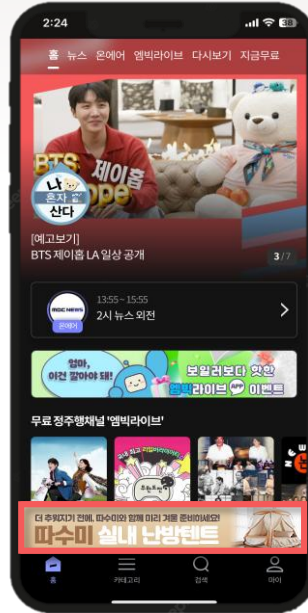 2:24
38
홈 뉴스 온에어 엠빅라이브 다시보기 지금무료
BTS 제이홉
나
혼자
산다
[예고보기]
BTS 제이홉 LA 일상 공개
3/7
MBC NEWS
온에어
13:55~15:55
2시 뉴스 외전
엄마,
이건 깔아야 돼!
보일러보다 핫한
엠빅라이브 APP 이벤트
무료 정주행채널 '엠빅라이브'
더 추워지기 전에, 따수미와 함께 미리 겨울 준비하세요!
따수미 실내 난방텐트
홈 카테고리 검색 마이